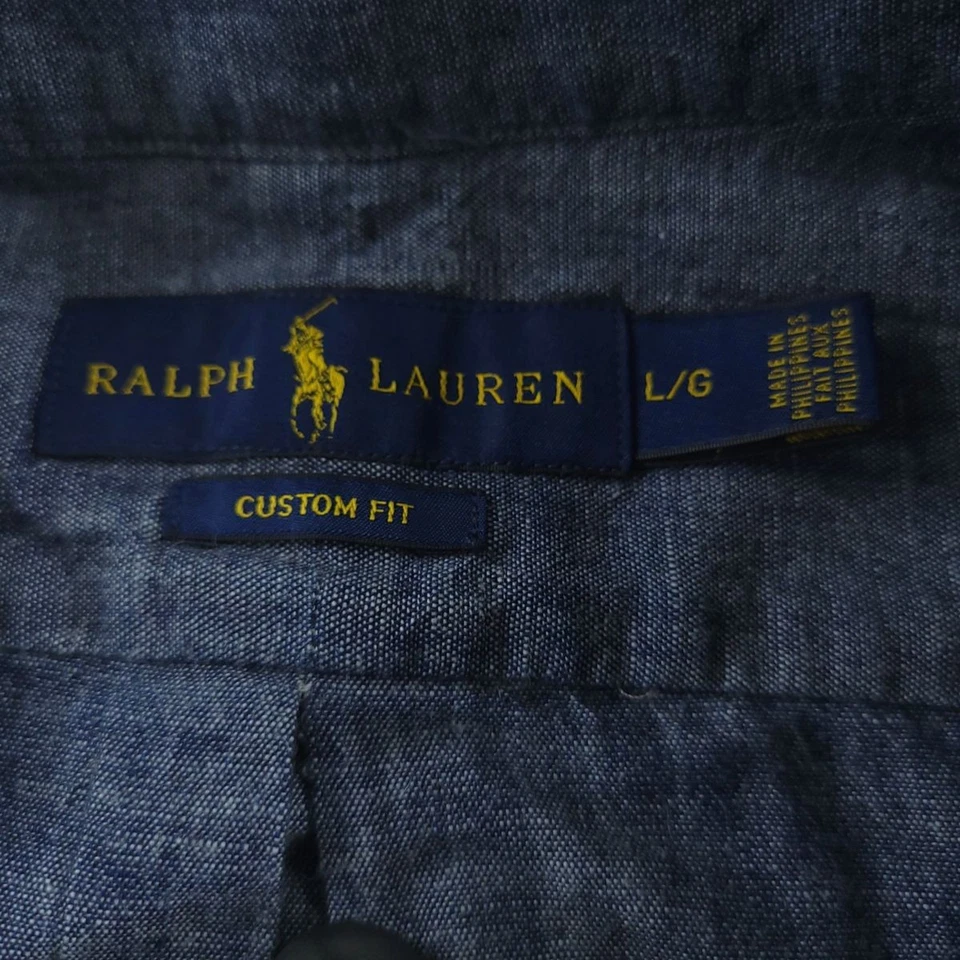 RALPH LAUREN
L/G
MADE IN
PHILIPPINES
FAIT AUX
PHILIPPINES
CUSTOM FIT